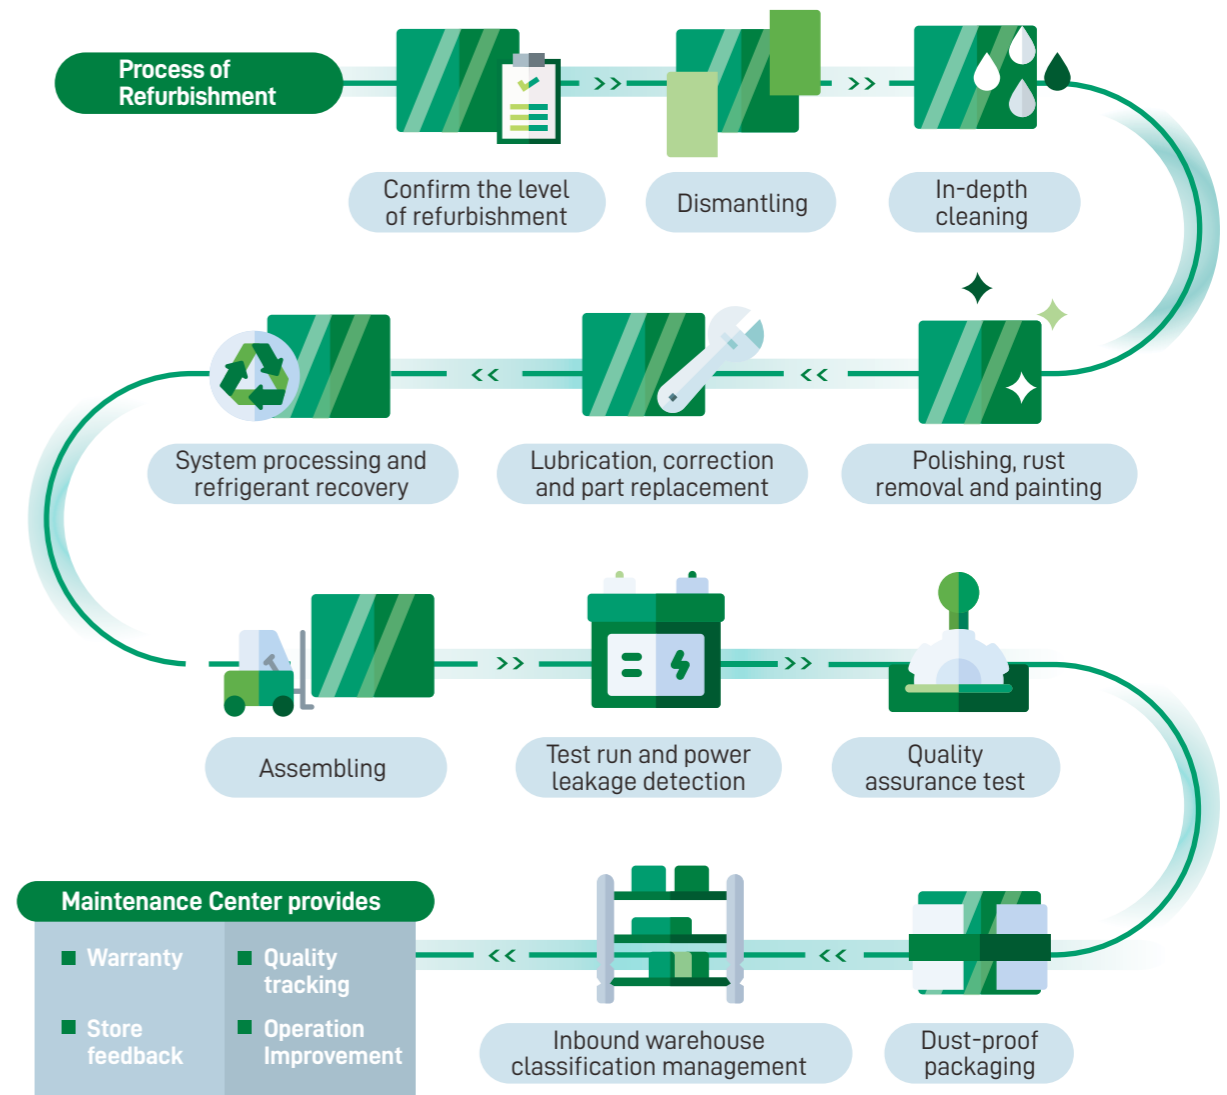 Process of
Refurbishment
Confirm the level
of refurbishment
Dismantling
In-depth
cleaning
Polishing, rust
removal and painting
Lubrication, correction
and part replacement
System processing and
refrigerant recovery
Assembling
Test run and power
leakage detection
Quality
assurance test
Dust-proof
packaging
Inbound warehouse
classification management
Maintenance Center provides
Warranty
Quality
tracking
Store
feedback
Operation
Improvement